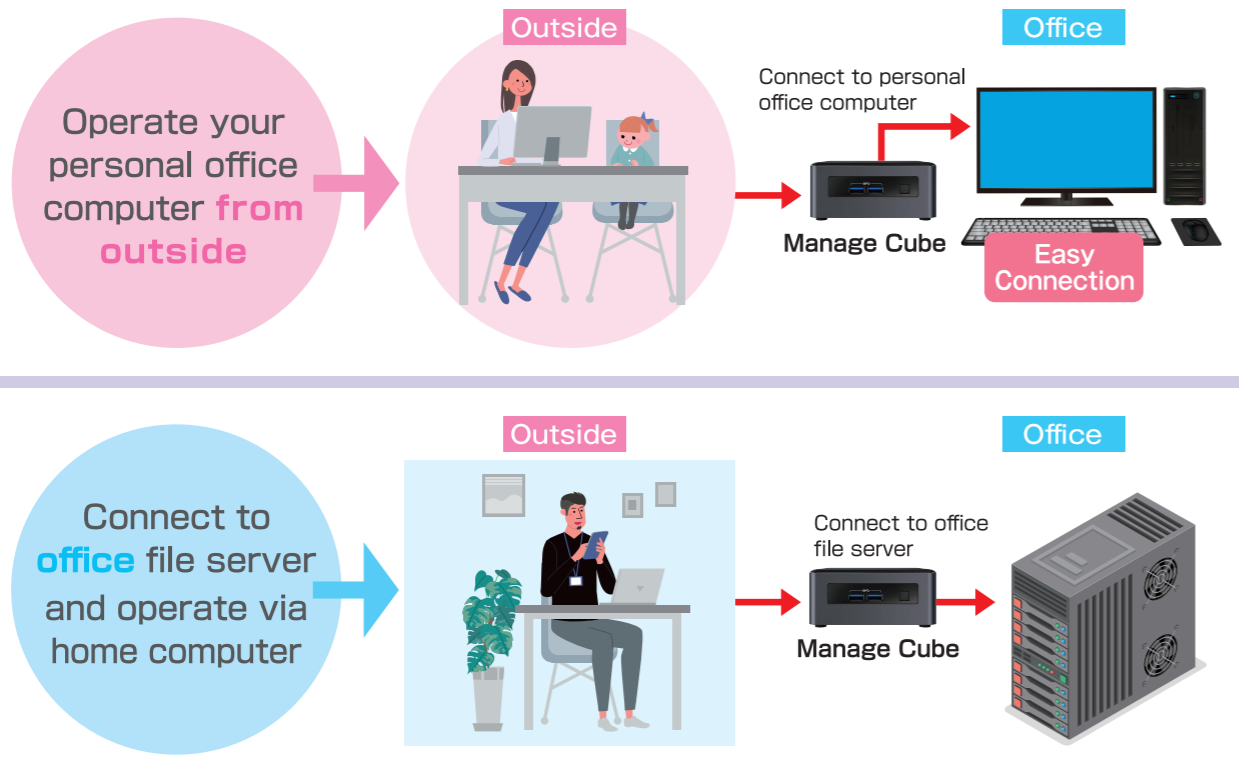 Operate your
personal office
computer from
outside
Outside
Connect to personal
office computer
Manage Cube
Office
Easy
Connection
Connect to
office file server
and operate via
home computer
Outside
Connect to office
file server
Manage Cube
Office